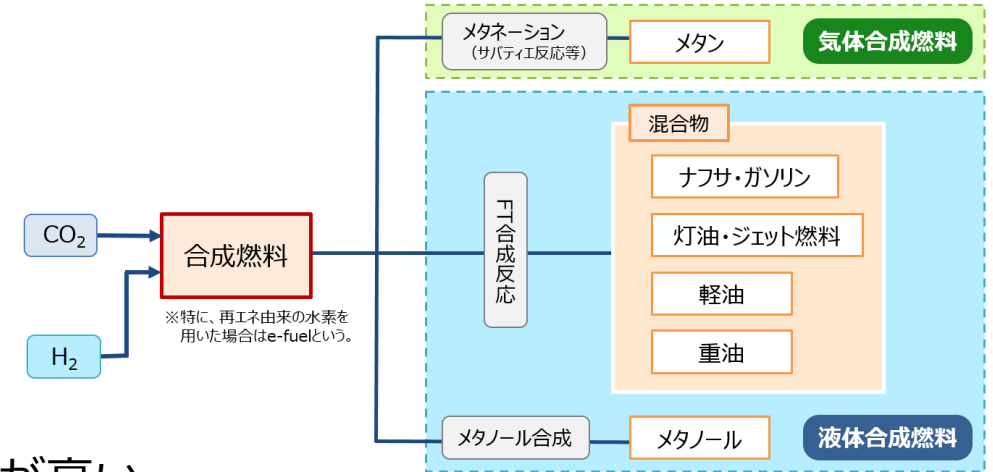 メタネーション
（サバティエ反応等）
メタン
気体合成燃料
混合物
ナフサ・ガソリン
灯油・ジェット燃料
軽油
重油
FT合成反応
CO₂
H₂
合成燃料
※特に、再エネ由来の水素を
用いた場合はe-fuelという。
メタノール合成
メタノール
液体合成燃料
が高い